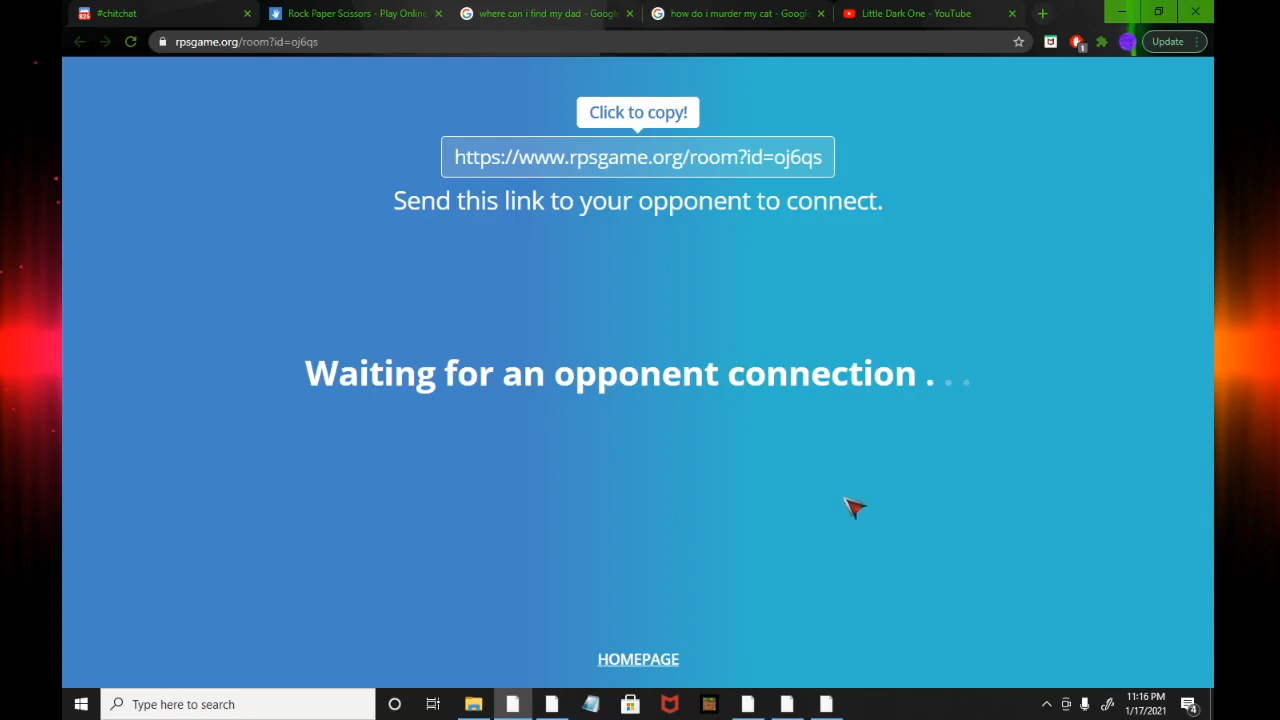 #chitchat
Rock Paper Scissors - Play Online
where can i find my dad - Google
how do i murder my cat - Google
Little Dark One - YouTube
rpsgame.org/room?id=oj6qs
1
Update
Click to copy!
https://www.rpsgame.org/room?id=oj6qs
Send this link to your opponent to connect.
Waiting for an opponent connection . . .
HOMEPAGE
Type here to search
11:16 PM
1/17/2021
4